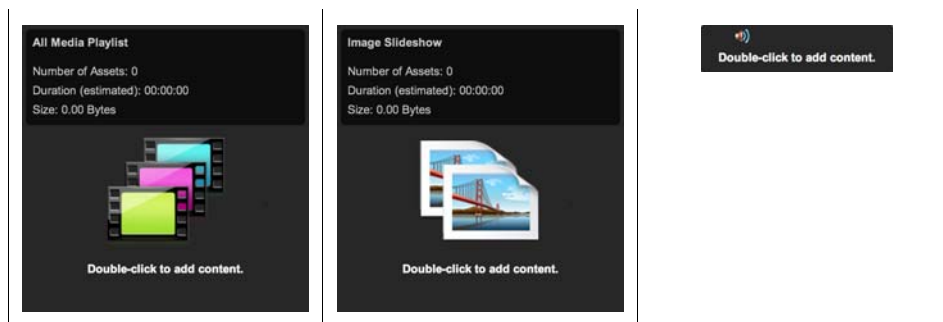 All Media Playlist
Number of Assets: 0
Duration (estimated): 00:00:00
Size: 0.00 Bytes
Double-click to add content.
Image Slideshow
Number of Assets: 0
Duration (estimated): 00:00:00
Size: 0.00 Bytes
Double-click to add content.
Double-click to add content.